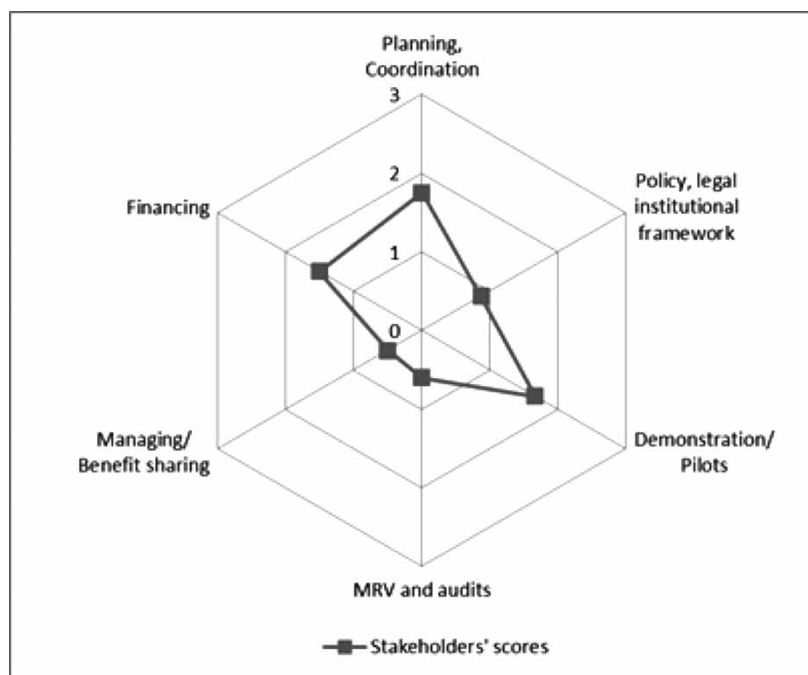 Planning,
Coordination
3
2
1
0
Policy, legal
institutional
framework
Financing
Managing/
Benefit sharing
Demonstration/
Pilots
MRV and audits
Stakeholders' scores